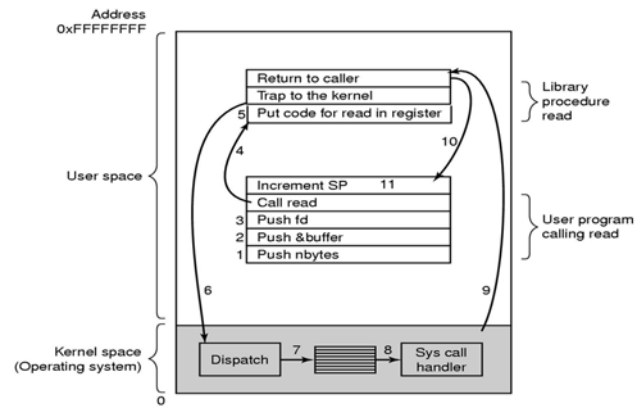 Address
0xFFFFFFFF
Return to caller
Trap to the kernel
5 Put code for read in register
Library
procedure
read
4
10
User space
Increment SP 11
Call read
3 Push fd
2 Push &buffer
1 Push nbytes
User program
calling read
6
9
Kernel space
(Operating system)
Dispatch
7
8
Sys call
handler
0